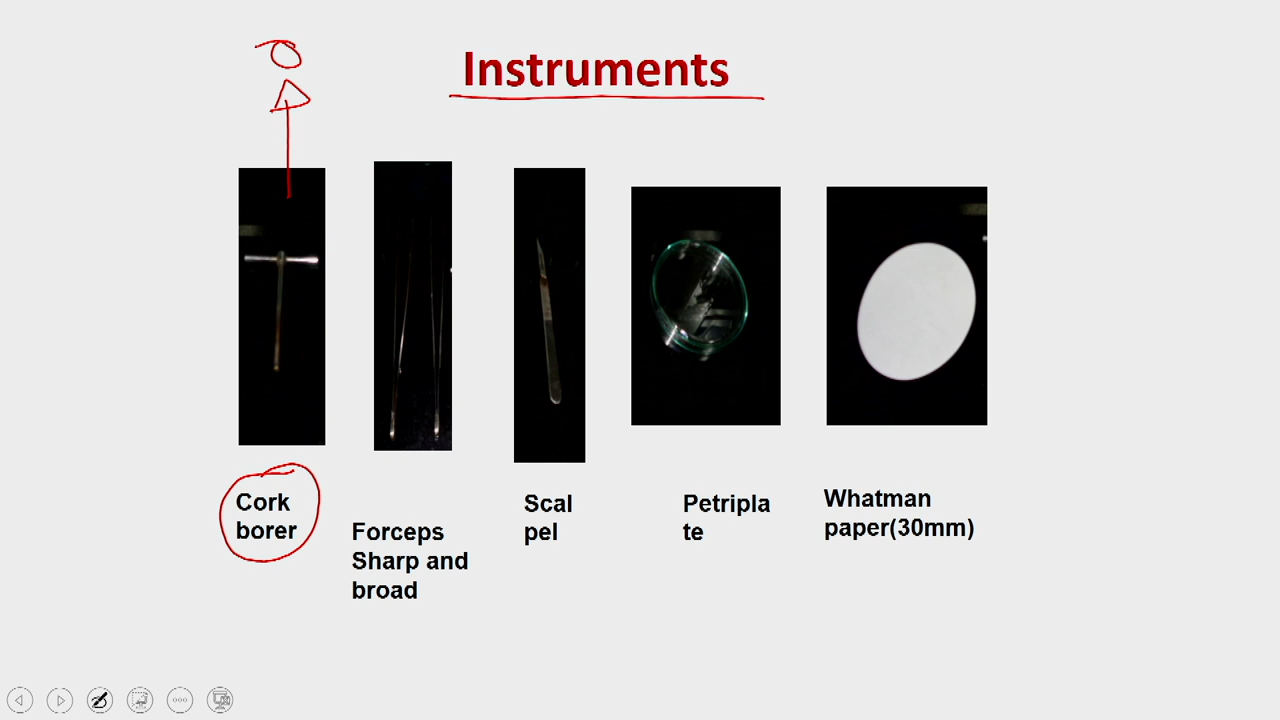 Instruments
Cork
borer
Forceps
Sharp and
broad
Scal
pel
Petripla
te
Whatman
paper(30mm)